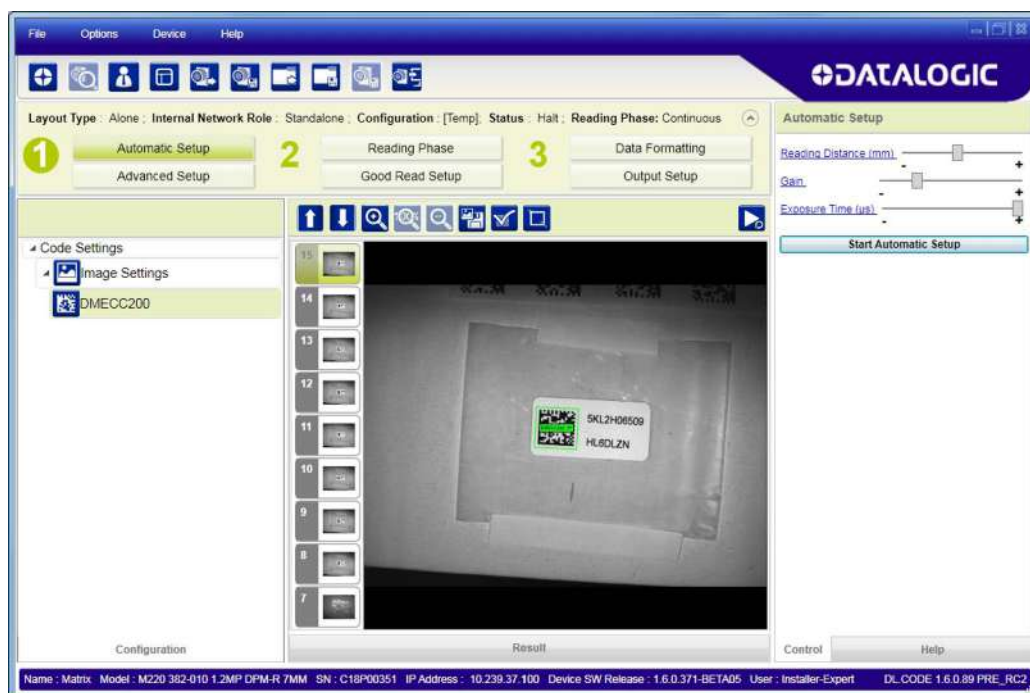 File Options Device Help
DATALOGIC
Layout Type : Alone ; Internal Network Role : Standalone ; Configuration : [Temp]; Status : Halt ; Reading Phase: Continuous
Automatic Setup
1 Automatic Setup 2 Reading Phase 3 Data Formatting
Advanced Setup Good Read Setup Output Setup
Reading Distance (mm) - +
Gain - +
Exposure Time (µs) - +
Start Automatic Setup
Code Settings
Image Settings
DMECC200
15
14
13
12
11
10
9
8
7
5KL2H06509
HL6DLZN
Configuration
Result
Control Help
Name : Matrix Model : M220 382-010 1.2MP DPM-R 7MM SN : C18P00351 IP Address : 10.239.37.100 Device SW Release : 1.6.0.371-BETA05 User : Installer-Expert DL.CODE 1.6.0.89 PRE_RC2